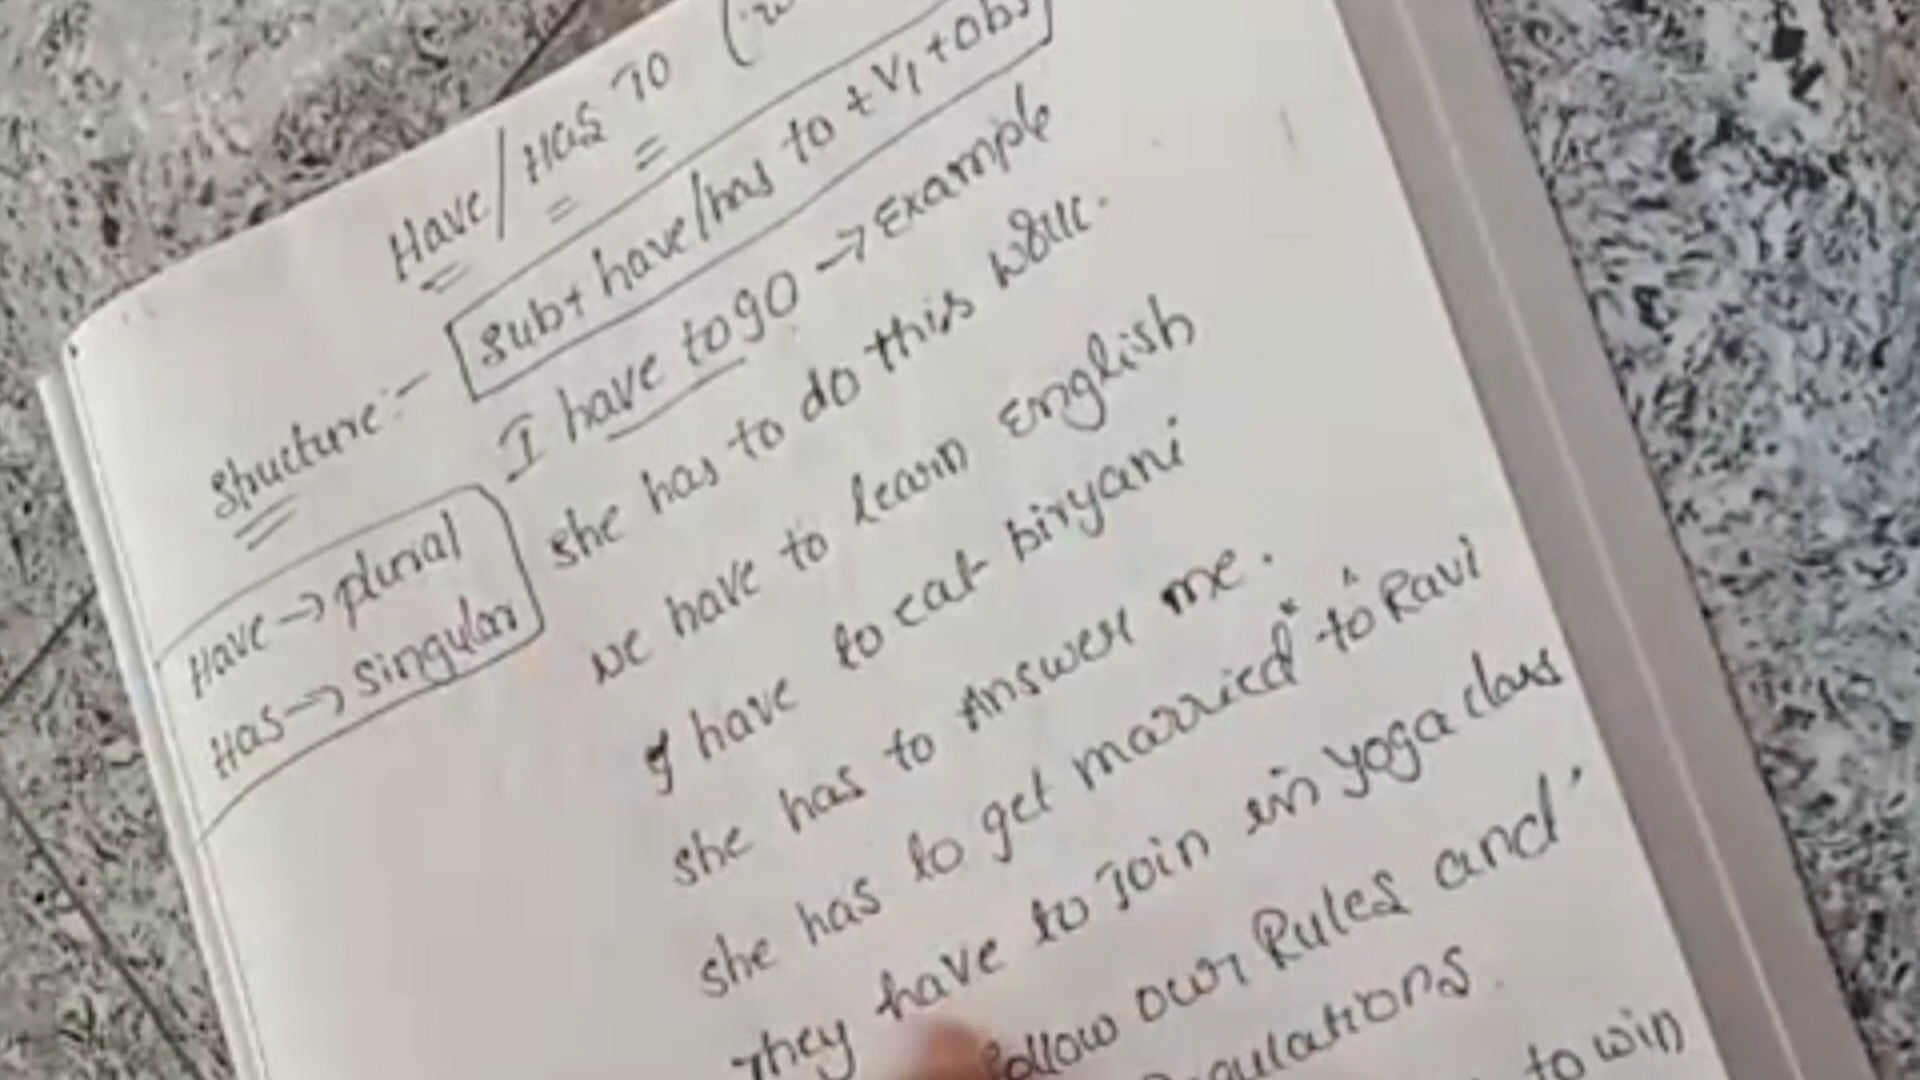 Have/Has To
Structure:- Sub+ have/has to + V1 + obj
I have to go → Example
She has to do this work.
Have → plural
Has → singular
We have to learn English
I have to eat biryani
She has to Answer me.
She has to get married to Ravi
They have to Join in yoga class
follow our Rules and
to win